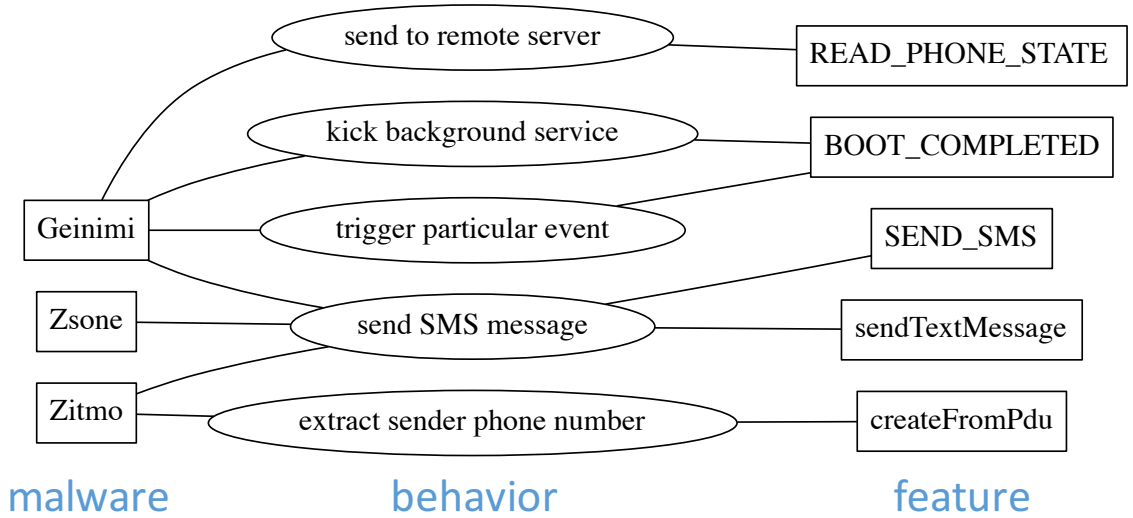 send to remote server
READ_PHONE_STATE
kick background service
BOOT_COMPLETED
Geinimi
trigger particular event
SEND_SMS
Zsone
send SMS message
sendTextMessage
Zitmo
extract sender phone number
createFromPdu
malware
behavior
feature